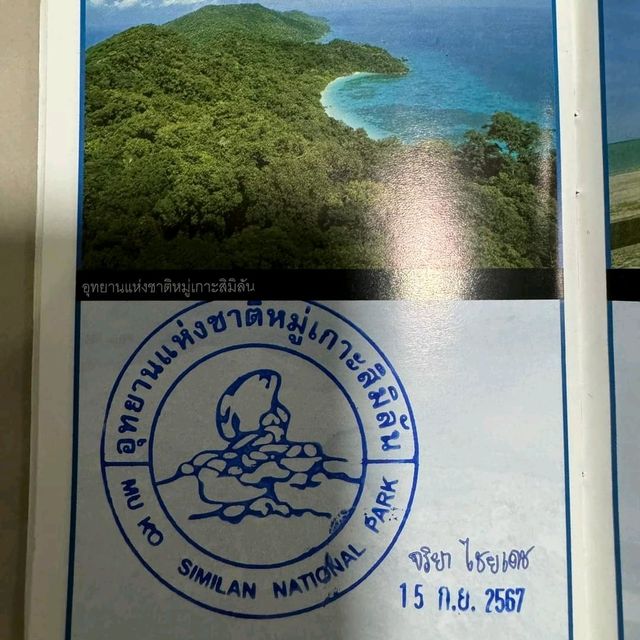 อุทยานแห่งชาติหมู่เกาะสิมิลัน
อุทยานแห่งชาติหมู่เกาะสิมิลัน
MU KO SIMILAN NATIONAL PARK
จริยา ไชยเดช
15 ก.ย. 2567